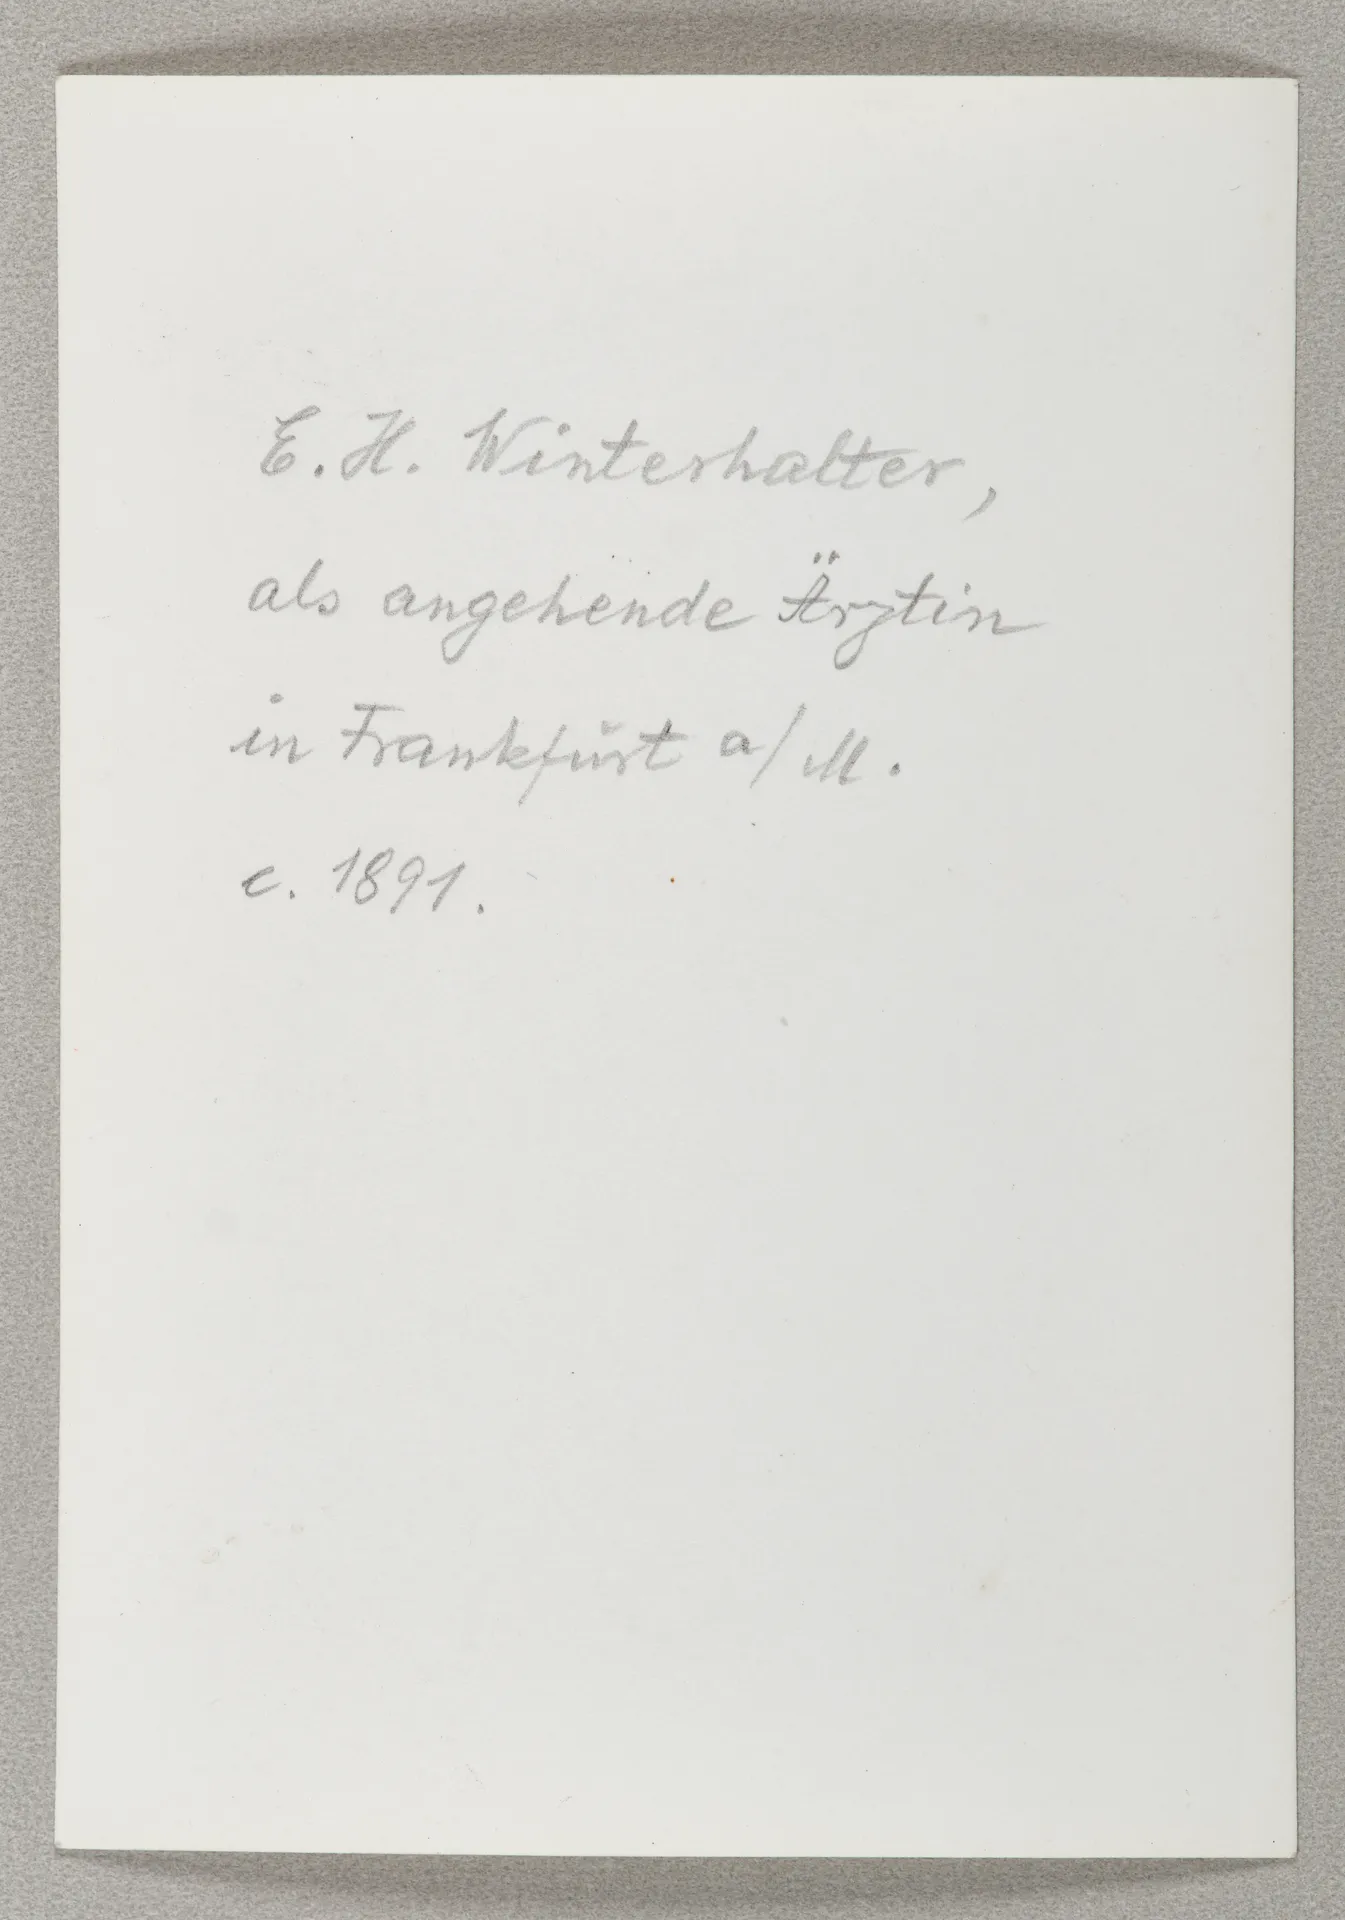 E. H. Winterhalter,
als angehende Ärztin
in Frankfurt a/M.
c. 1891.